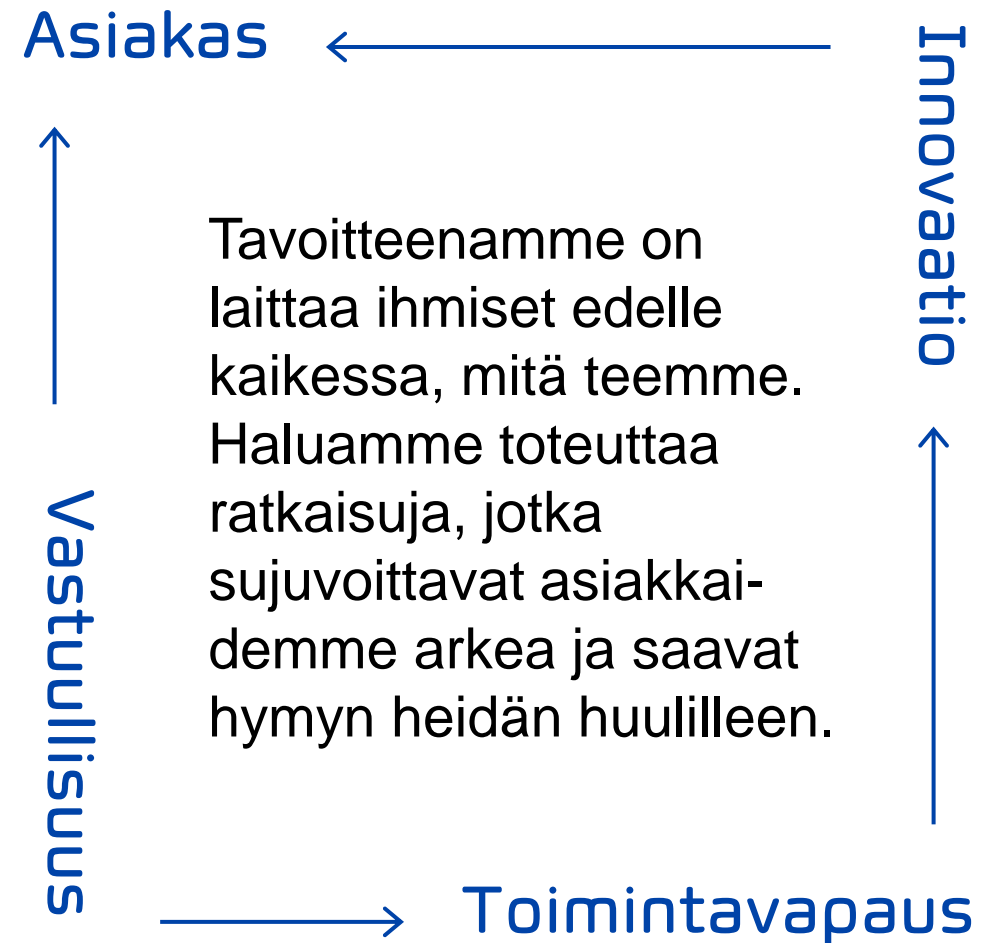 Asiakas
Innovaatio
Tavoitteenamme on
laittaa ihmiset edelle
kaikessa, mitä teemme.
Haluamme toteuttaa
ratkaisuja, jotka
sujuvoittavat asiakkai-
demme arkea ja saavat
hymyn heidän huulilleen.
Vastuullisuus
Toimintavapaus